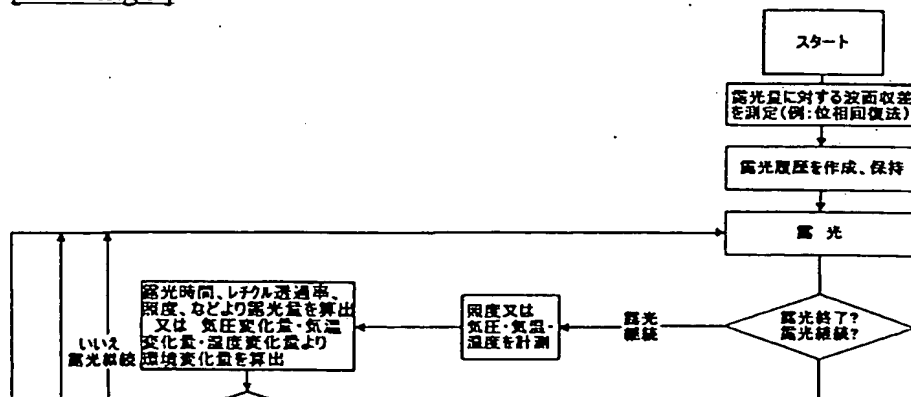 スタート
露光量に対する波面収差
を測定(例:位相回復法)
露光履歴を作成、保持
露 光
露光時間、レチクル透過率、
照度、などより露光量を算出
又は 気圧変化量・気温
変化量・湿度変化量より
環境変化量を算出
照度又は
気圧・気温・
湿度を計測
露光
継続
露光終了?
露光継続?
いいえ
露光継続